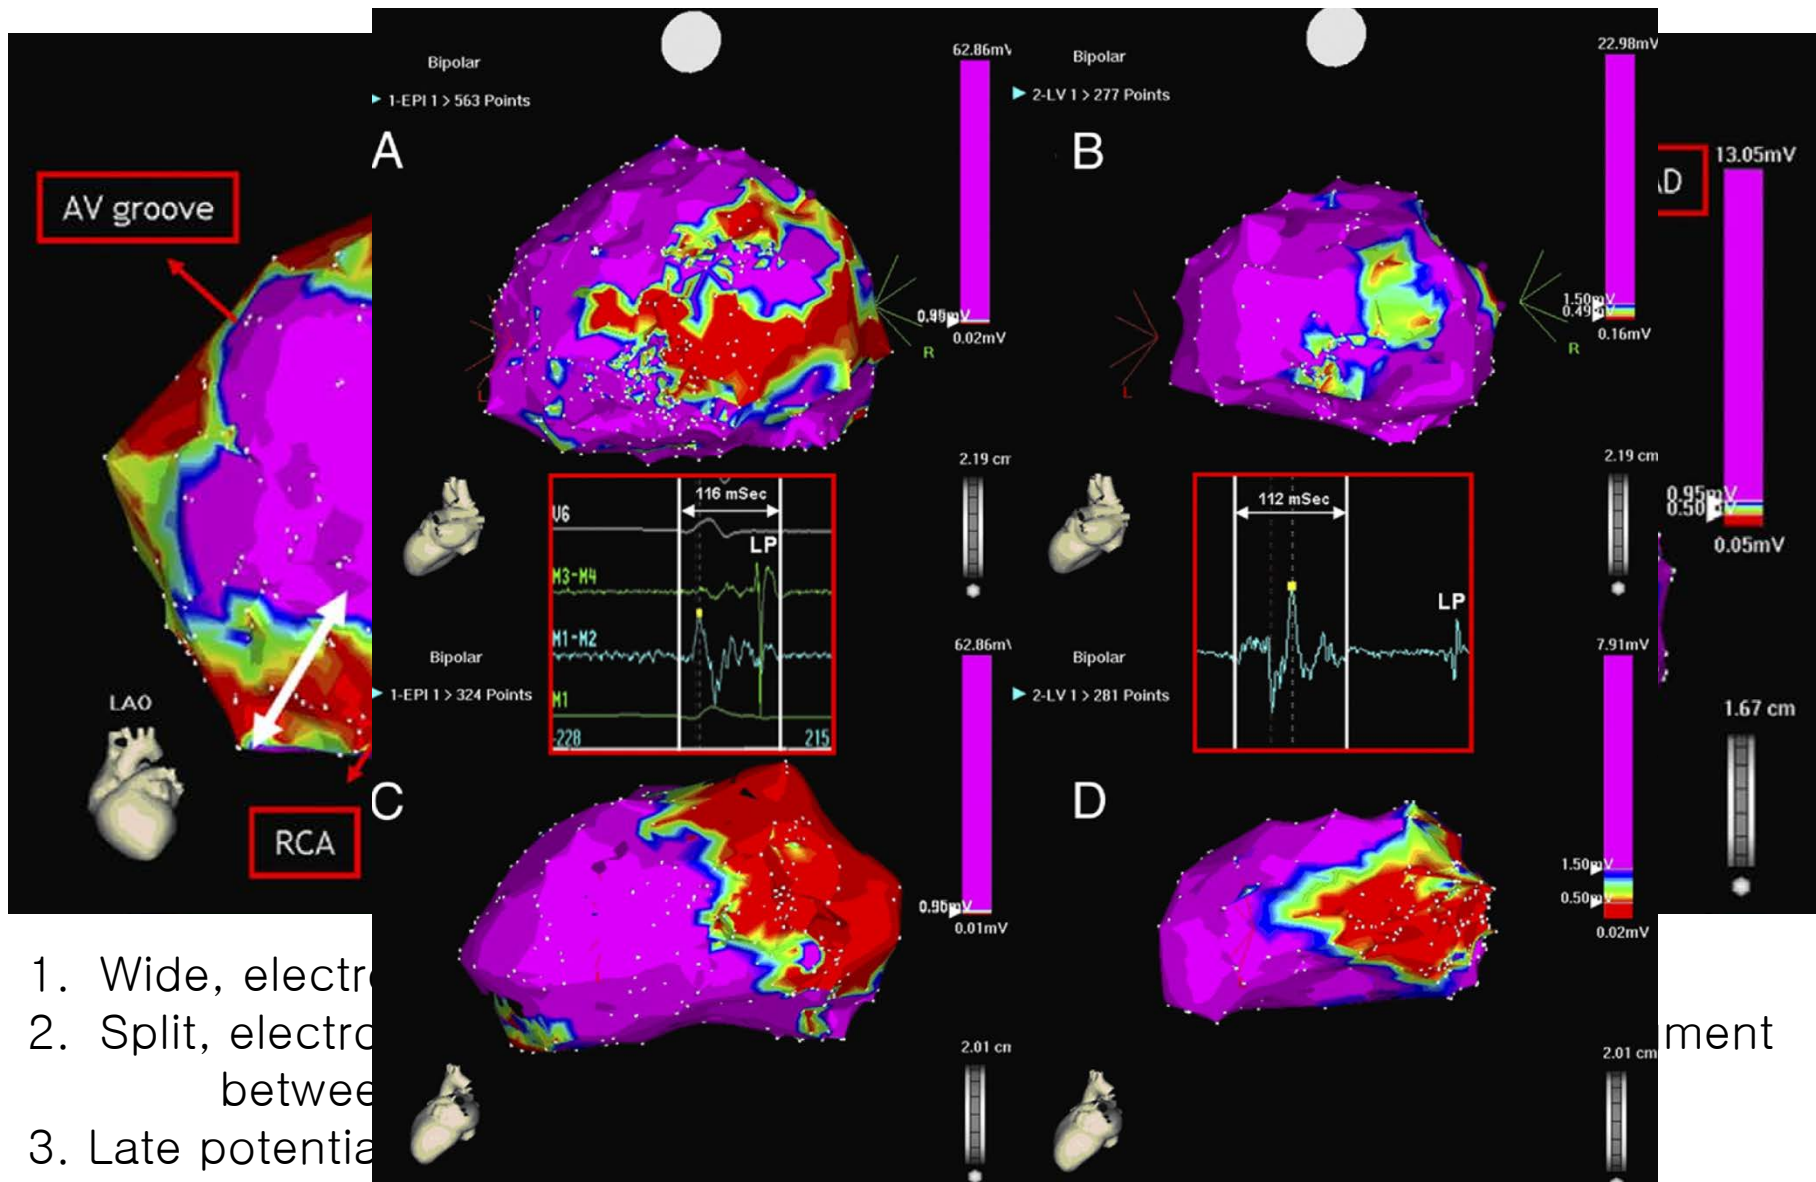 Bipolar
1-EPI 1 > 563 Points
62.86mV
A
0.02mV
R
L
2.19 cm
Bipolar
2-LV 1 > 277 Points
22.98mV
B
1.50mV
0.49mV
0.16mV
R
L
2.19 cm
AV groove
LAO
RCA
13.05mV
0.95mV
0.50mV
0.05mV
1.67 cm
116 mSec
V6
LP
M3-M4
M1-M2
M1
-228
215
112 mSec
LP
Bipolar
1-EPI 1 > 324 Points
62.86mV
C
0.01mV
2.01 cm
Bipolar
2-LV 1 > 281 Points
7.91mV
D
1.50mV
0.50mV
0.02mV
2.01 cm
1. Wide, electr
2. Split, electro
ment
betwee
3. Late potentia